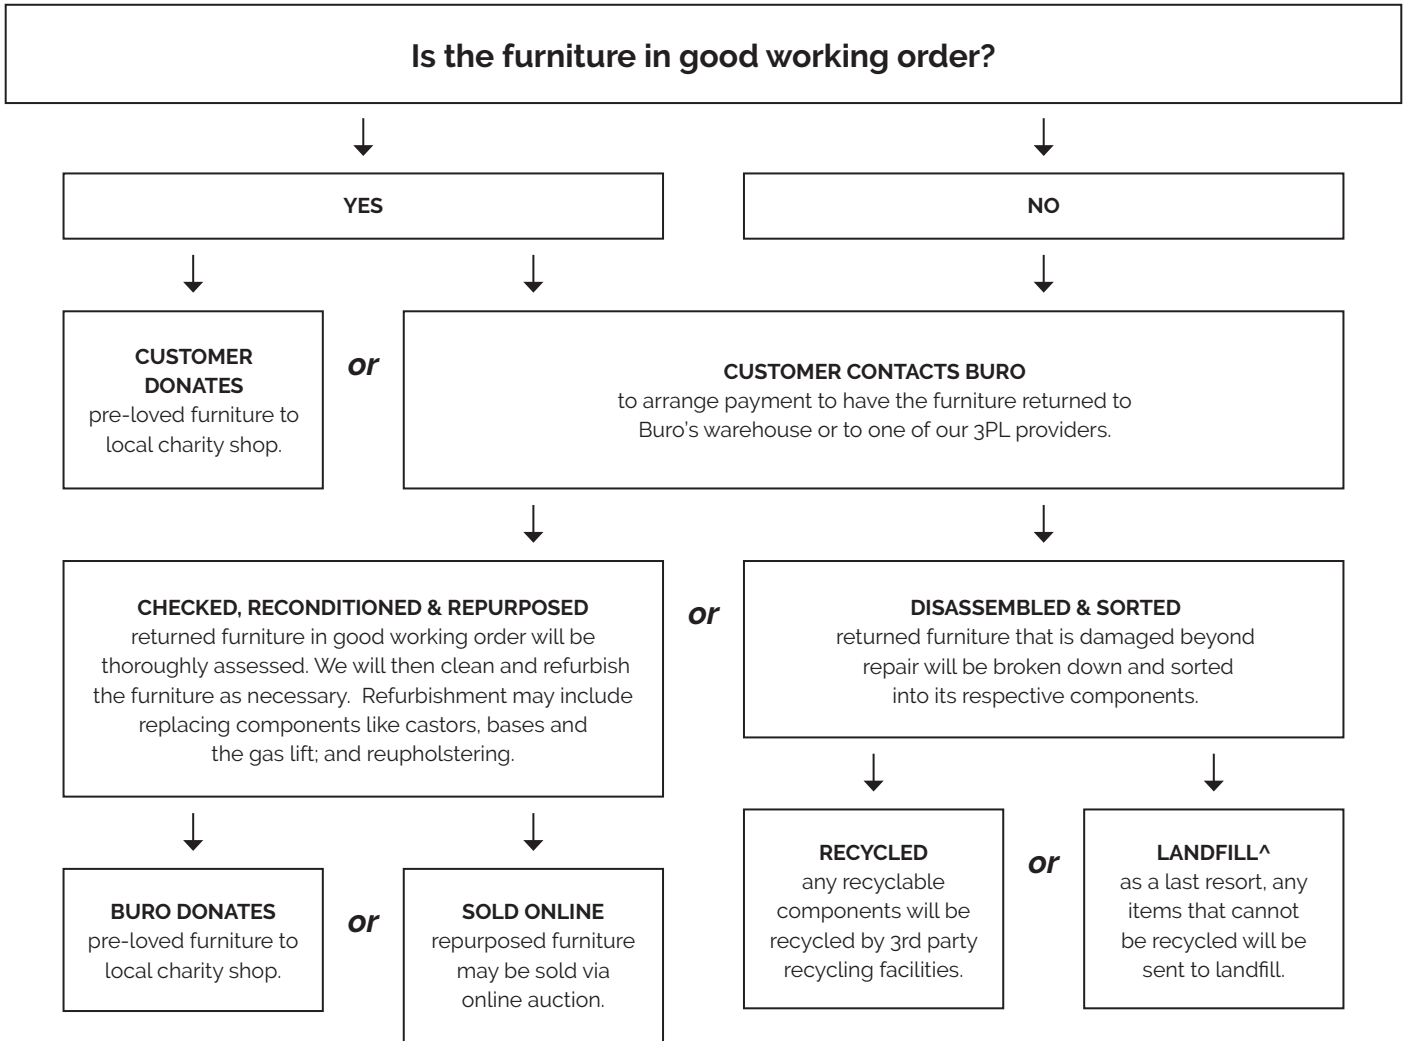 Is the furniture in good working order?
YES
NO
CUSTOMER
DONATES
pre-loved furniture to
local charity shop.
or
CUSTOMER CONTACTS BURO
to arrange payment to have the furniture returned to
Buro's warehouse or to one of our 3PL providers.
CHECKED, RECONDITIONED & REPURPOSED
returned furniture in good working order will be
thoroughly assessed. We will then clean and refurbish
the furniture as necessary.  Refurbishment may include
replacing components like castors, bases and
the gas lift; and reupholstering.
or
DISASSEMBLED & SORTED
returned furniture that is damaged beyond
repair will be broken down and sorted
into its respective components.
BURO DONATES
pre-loved furniture to
local charity shop.
or
SOLD ONLINE
repurposed furniture
may be sold via
online auction.
RECYCLED
any recyclable
components will be
recycled by 3rd party
recycling facilities.
or
LANDFILL^
as a last resort, any
items that cannot
be recycled will be
sent to landfill.